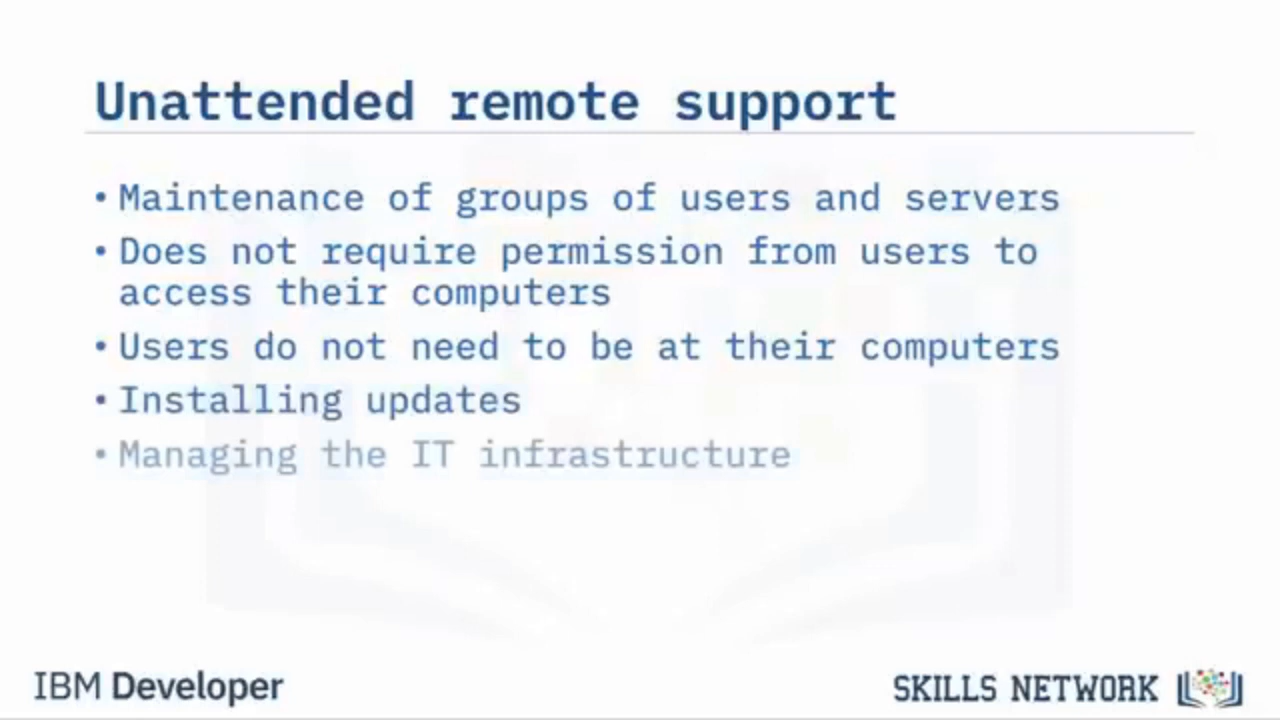 Unattended remote support
• Maintenance of groups of users and servers
• Does not require permission from users to
access their computers
• Users do not need to be at their computers
• Installing updates
• Managing the IT infrastructure
IBM Developer
SKILLS NETWORK